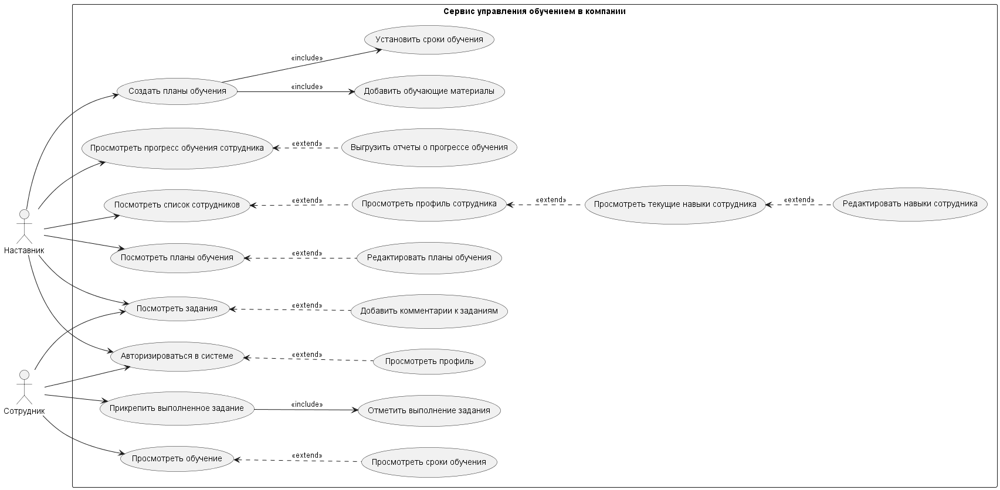 Сервис управления обучением в компании
Установить сроки обучения
«include»
Создать планы обучения
«include»
Добавить обучающие материалы
Просмотреть прогресс обучения сотрудника
«extend»
Выгрузить отчеты о прогрессе обучения
Посмотреть список сотрудников
«extend»
Просмотреть профиль сотрудника
«extend»
Просмотреть текущие навыки сотрудника
«extend»
Редактировать навыки сотрудника
Наставник
Посмотреть планы обучения
«extend»
Редактировать планы обучения
Посмотреть задания
«extend»
Добавить комментарии к заданиям
Авторизироваться в системе
«extend»
Просмотреть профиль
Сотрудник
Прикрепить выполненное задание
«include»
Отметить выполнение задания
Просмотреть обучение
«extend»
Просмотреть сроки обучения